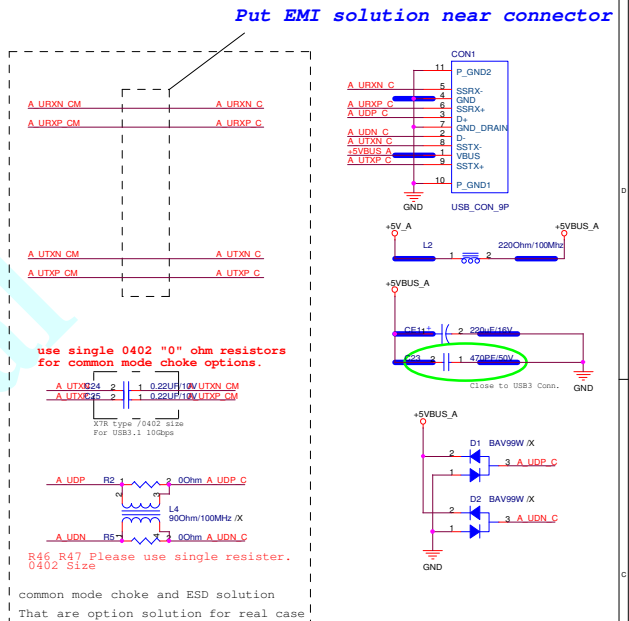 Put EMI solution near connector
A_URXN_CM A_URXN_C
A_URXP_CM A_URXP_C
A_UTXN_CM A_UTXN_C
A_UTXP_CM A_UTXP_C
use single 0402 "0" ohm resistors
for common mode choke options.
A_UTXN C24 2 1 0.22UF/10V A_UTXN_CM
A_UTXP C25 2 1 0.22UF/10V A_UTXP_CM
X7R type /0402 size
For USB3.1 10Gbps
A_UDP R2 1 2 0Ohm A_UDP_C
2 3
L4
90Ohm/100MHz /X
1 4
A_UDN R5 1 2 0Ohm A_UDN_C
R46 R47 Please use single resister.
0402 Size
common mode choke and ESD solution
That are option solution for real case
CON1
11 P_GND2
A_URXN_C 5 SSRX-
4 GND
A_URXP_C 6 SSRX+
A_UDP_C 3 D+
7 GND_DRAIN
A_UDN_C 2 D-
A_UTXN_C 8 SSTX-
+5VBUS_A 1 VBUS
A_UTXP_C 9 SSTX+
10 P_GND1
GND USB_CON_9P
+5V_A +5VBUS_A
L2 1 2 220Ohm/100Mhz
+5VBUS_A
CE1 1 + 2 220uF/16V
C23 2 1 470PF/50V
GND
Close to USB3 Conn.
+5VBUS_A
D1 BAV99W /X
2
1
3 A_UDP_C
D2 BAV99W /X
2
1
3 A_UDN_C
GND
D
C